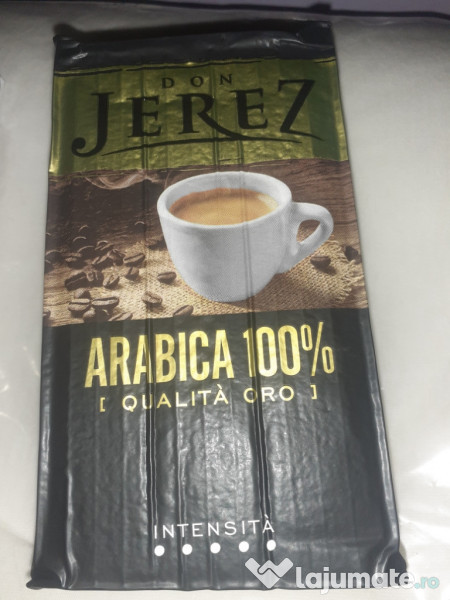 DON
JEREZ
ARABICA 100%
[ QUALITÀ ORO ]
INTENSITÀ
lajumate.ro